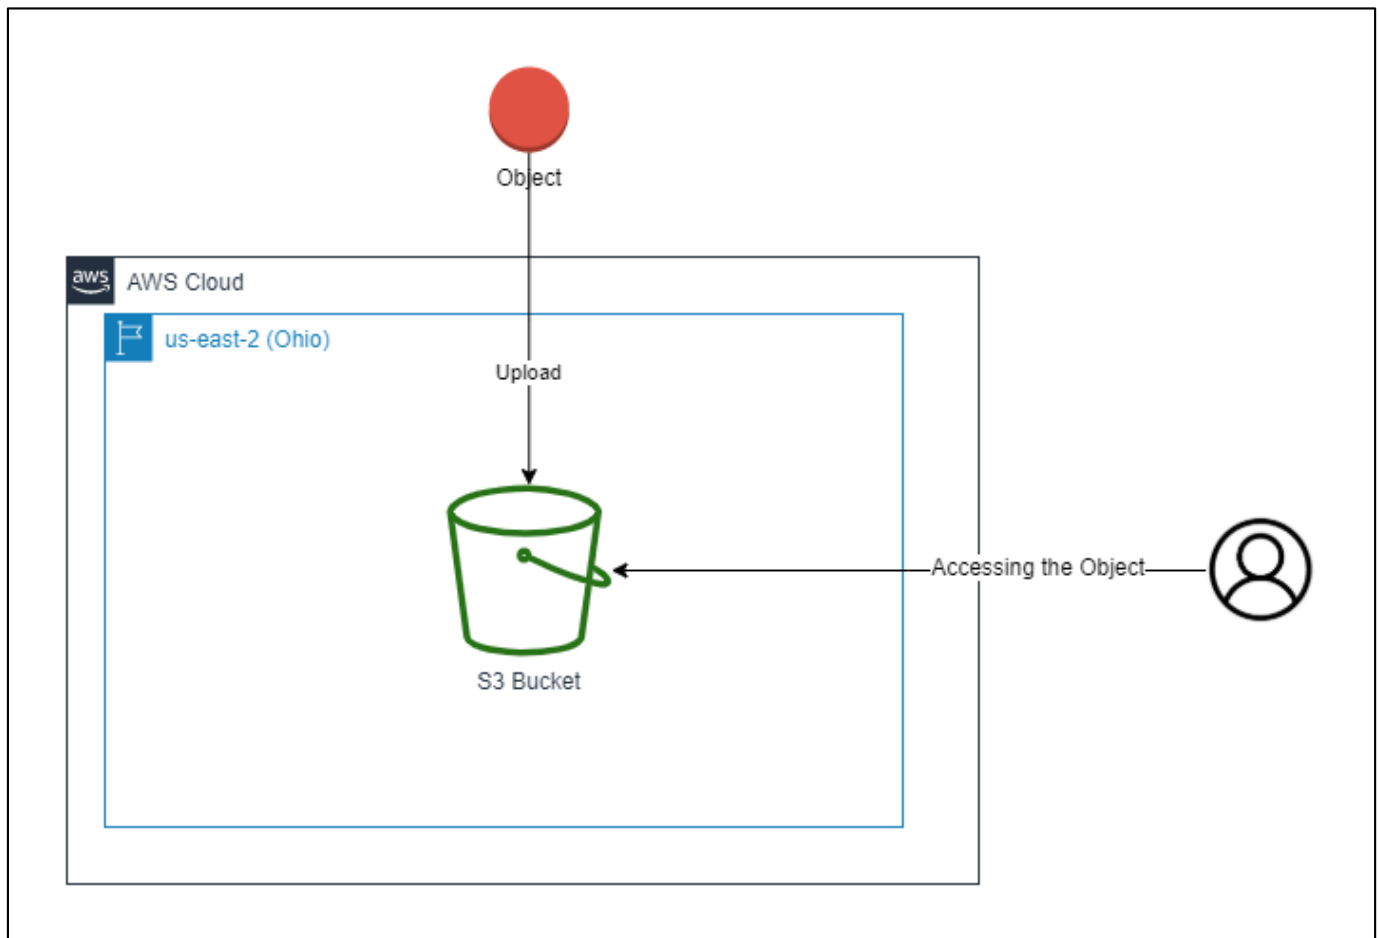 Object
aws
AWS Cloud
us-east-2 (Ohio)
Upload
Accessing the Object
S3 Bucket